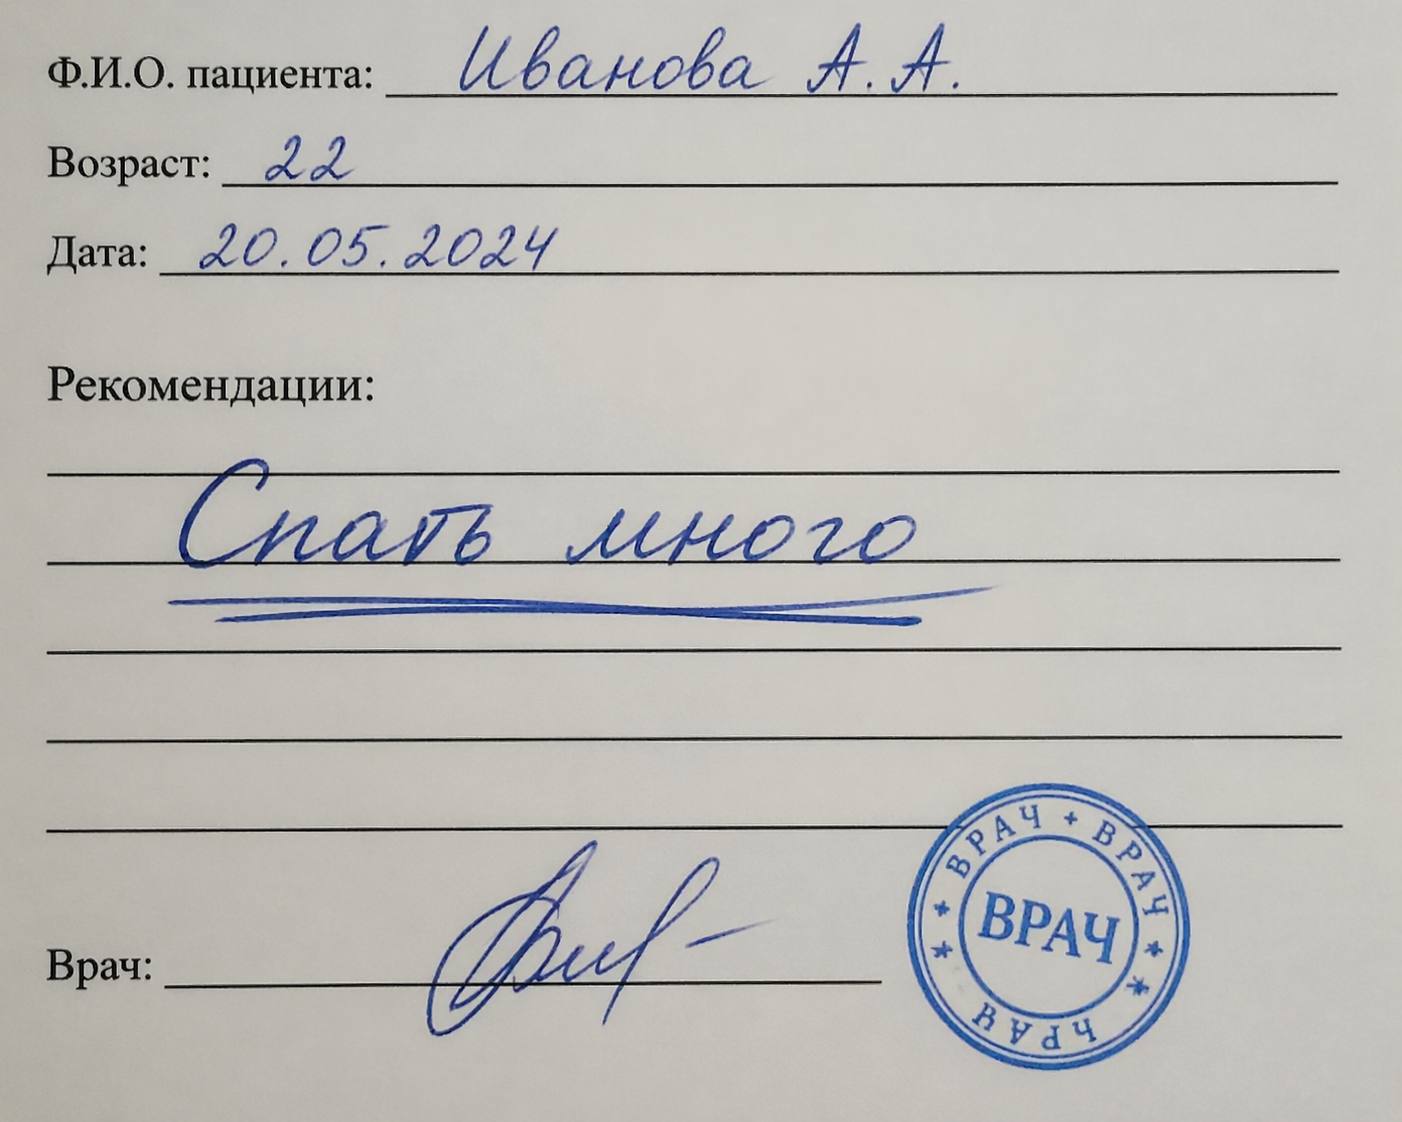 Ф.И.О. пациента: Иванова А. А.
Возраст: 22
Дата: 20.05.2024
Рекомендации:
Спать много
Врач:
ВРАЧ + ВРАЧ
ВРАЧ
ВРАЧ